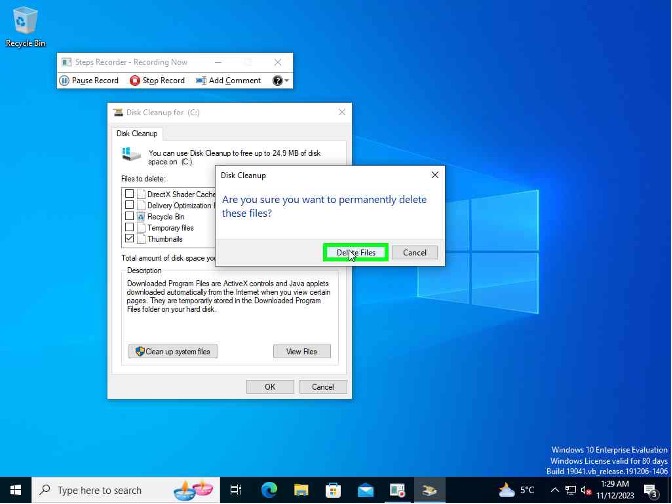 Recycle Bin
Steps Recorder - Recording Now
Pause Record
Stop Record
Add Comment
Disk Cleanup for (C:)
Disk Cleanup
You can use Disk Cleanup to free up to 24.9 MB of disk
space on (C:).
Files to delete:
DirectX Shader Cache
Delivery Optimization
Recycle Bin
Temporary files
Thumbnails
Total amount of disk space you
Description
Downloaded Program Files are ActiveX controls and Java applets
downloaded automatically from the Internet when you view certain
pages. They are temporarily stored in the Downloaded Program
Files folder on your hard disk.
Clean up system files
View Files
OK
Cancel
Disk Cleanup
Are you sure you want to permanently delete
these files?
Delete Files
Cancel
Windows 10 Enterprise Evaluation
Windows License valid for 80 days
Build 19041.vb_release.191206-1406
Type here to search
5°C
1:29 AM
11/12/2023